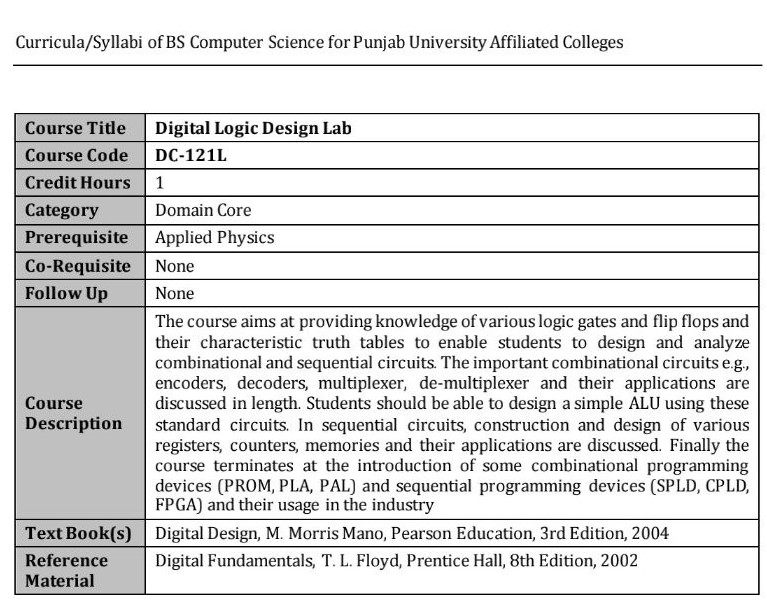 Curricula/Syllabi of BS Computer Science for Punjab University Affiliated Colleges
Course Title Digital Logic Design Lab
Course Code DC-121L
Credit Hours 1
Category Domain Core
Prerequisite Applied Physics
Co-Requisite None
Follow Up None
Course Description
The course aims at providing knowledge of various logic gates and flip flops and
their characteristic truth tables to enable students to design and analyze
combinational and sequential circuits. The important combinational circuits e.g.,
encoders, decoders, multiplexer, de-multiplexer and their applications are
discussed in length. Students should be able to design a simple ALU using these
standard circuits. In sequential circuits, construction and design of various
registers, counters, memories and their applications are discussed. Finally the
course terminates at the introduction of some combinational programming
devices (PROM, PLA, PAL) and sequential programming devices (SPLD, CPLD,
FPGA) and their usage in the industry
Text Book(s) Digital Design, M. Morris Mano, Pearson Education, 3rd Edition, 2004
Reference Material Digital Fundamentals, T. L. Floyd, Prentice Hall, 8th Edition, 2002